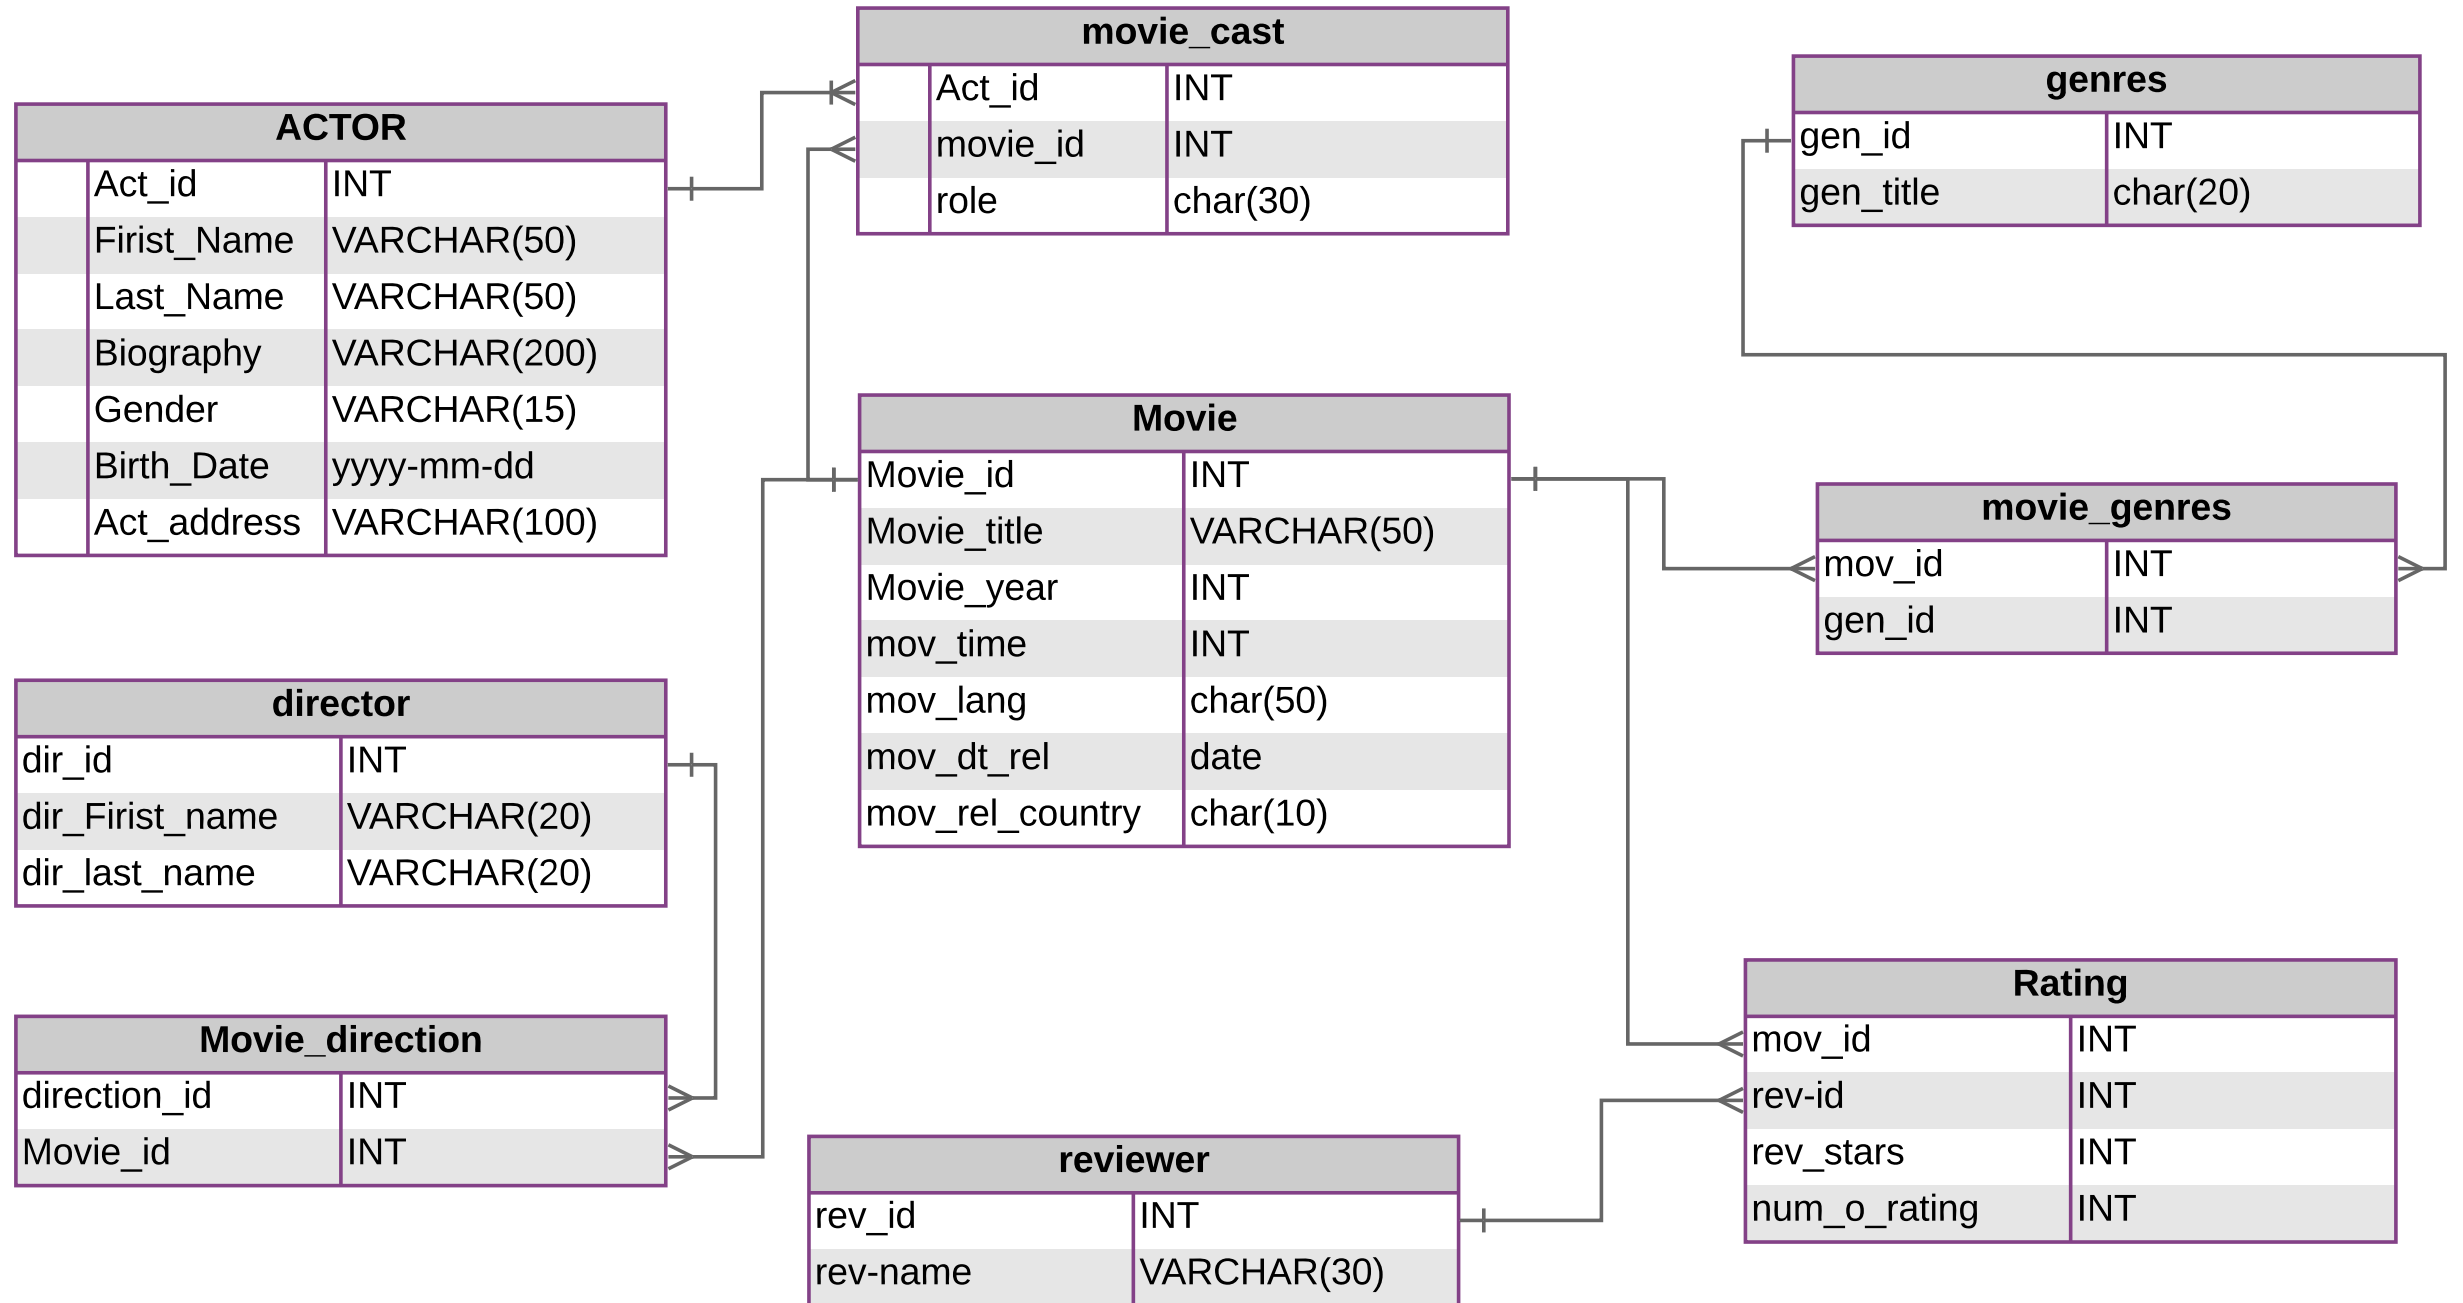 movie_cast
Act_id INT
movie_id INT
role char(30)
genres
gen_id INT
gen_title char(20)
ACTOR
Act_id INT
Firist_Name VARCHAR(50)
Last_Name VARCHAR(50)
Biography VARCHAR(200)
Gender VARCHAR(15)
Birth_Date yyyy-mm-dd
Act_address VARCHAR(100)
Movie
Movie_id INT
Movie_title VARCHAR(50)
Movie_year INT
mov_time INT
mov_lang char(50)
mov_dt_rel date
mov_rel_country char(10)
movie_genres
mov_id INT
gen_id INT
director
dir_id INT
dir_Firist_name VARCHAR(20)
dir_last_name VARCHAR(20)
Movie_direction
direction_id INT
Movie_id INT
reviewer
rev_id INT
rev-name VARCHAR(30)
Rating
mov_id INT
rev-id INT
rev_stars INT
num_o_rating INT